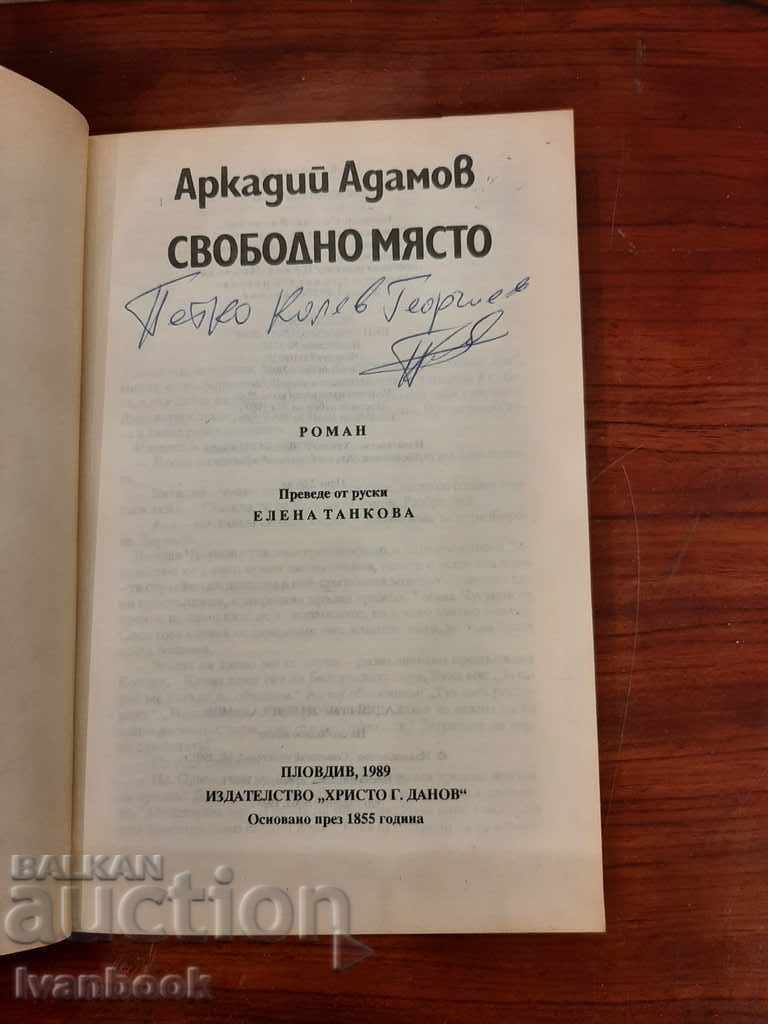 Аркадий Адамов
СВОБОДНО МЯСТО
Петко Колев Георгиев
РОМАН
Преведе от руски
ЕЛЕНА ТАНКОВА
ПЛОВДИВ, 1989
ИЗДАТЕЛСТВО „ХРИСТО Г. ДАНОВ“
Основано през 1855 година
BALKAN
auction
Ivanbook